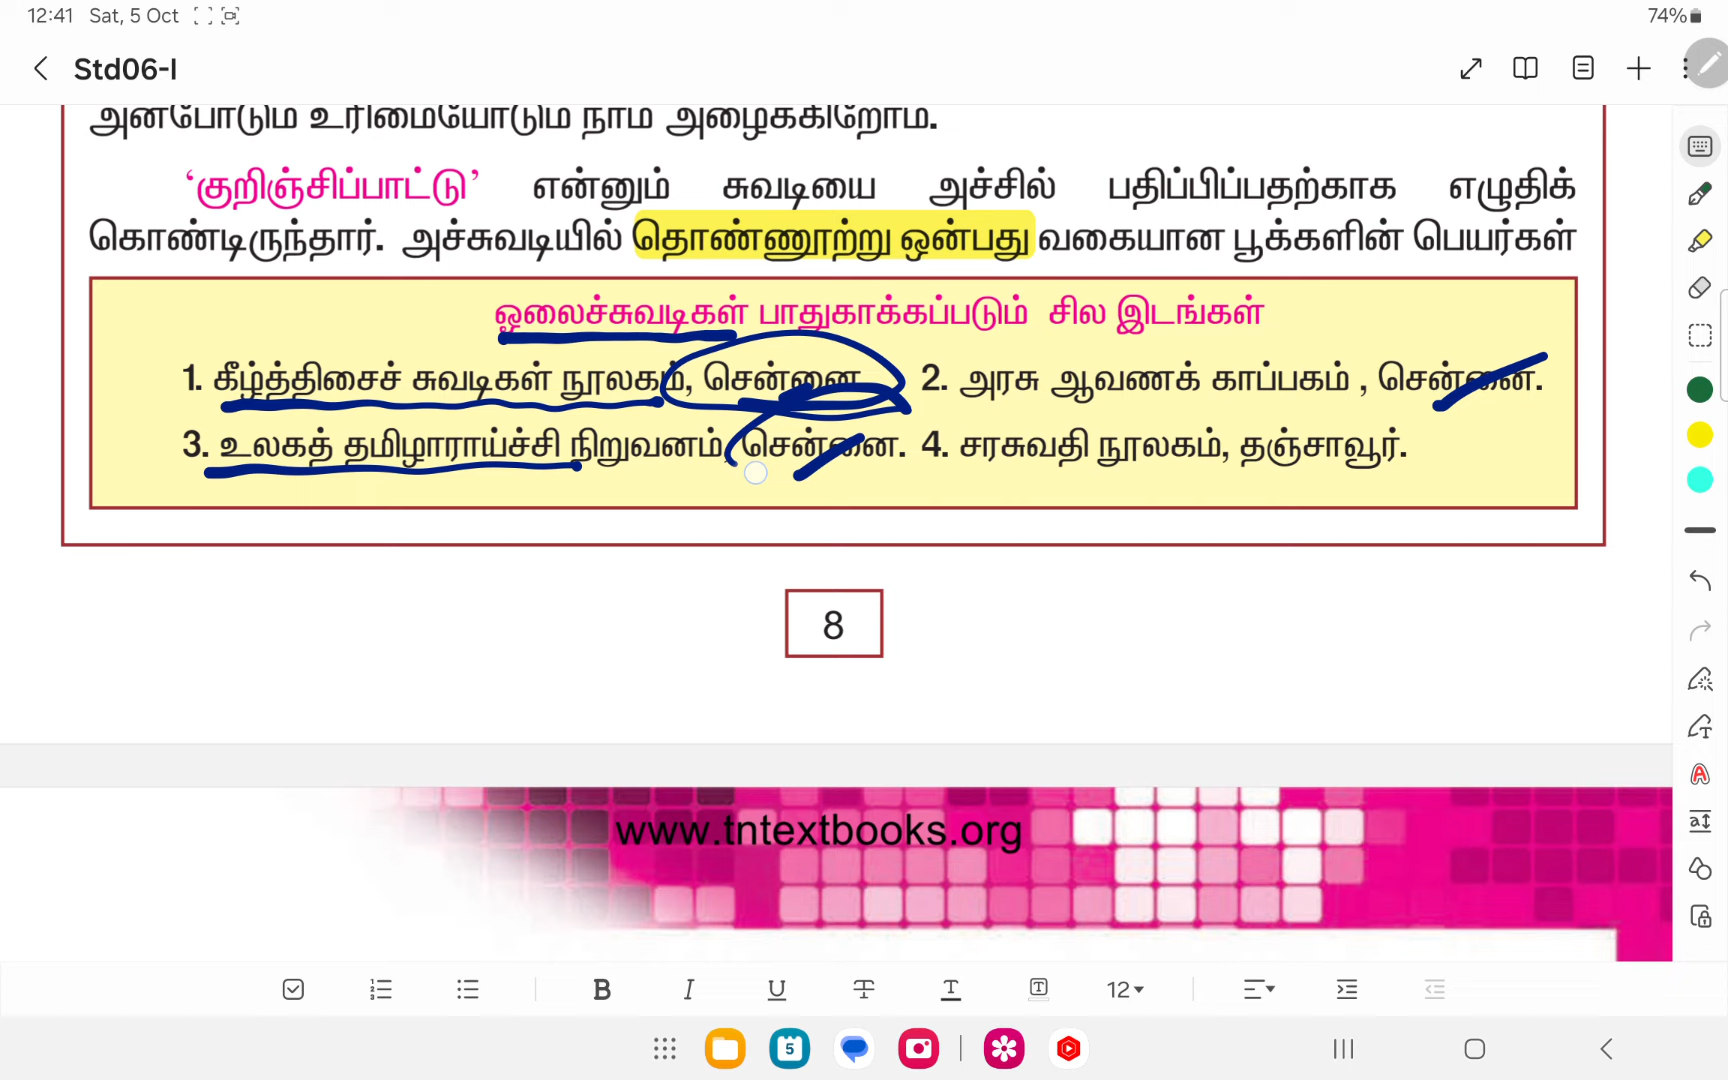 12:41 Sat, 5 Oct
74%
Std06-I
அன்போடும் உரிமையோடும் நாம் அழைக்கிறோம்.
‘குறிஞ்சிப்பாட்டு’ என்னும் சுவடியை அச்சில் பதிப்பிப்பதற்காக எழுதிக்
கொண்டிருந்தார். அச்சுவடியில் தொண்ணூற்று ஒன்பது வகையான பூக்களின் பெயர்கள்
ஓலைச்சுவடிகள் பாதுகாக்கப்படும் சில இடங்கள்
1. கீழ்த்திசைச் சுவடிகள் நூலகம், சென்னை 2. அரசு ஆவணக் காப்பகம் , சென்னை.
3. உலகத் தமிழாராய்ச்சி நிறுவனம், சென்னை. 4. சரசுவதி நூலகம், தஞ்சாவூர்.
8
www.tntextbooks.org
B I U T T T 12
5